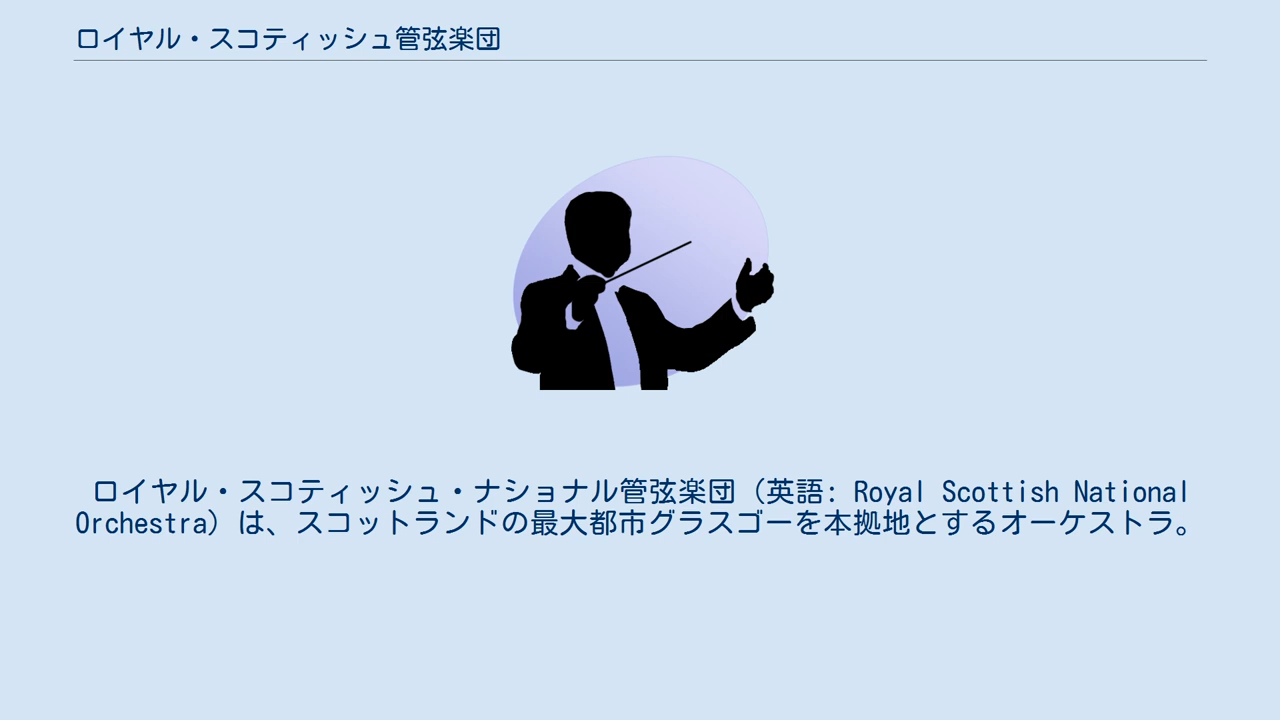 ロイヤル・スコティッシュ管弦楽団
ロイヤル・スコティッシュ・ナショナル管弦楽団（英語: Royal Scottish National
Orchestra）は、スコットランドの最大都市グラスゴーを本拠地とするオーケストラ。